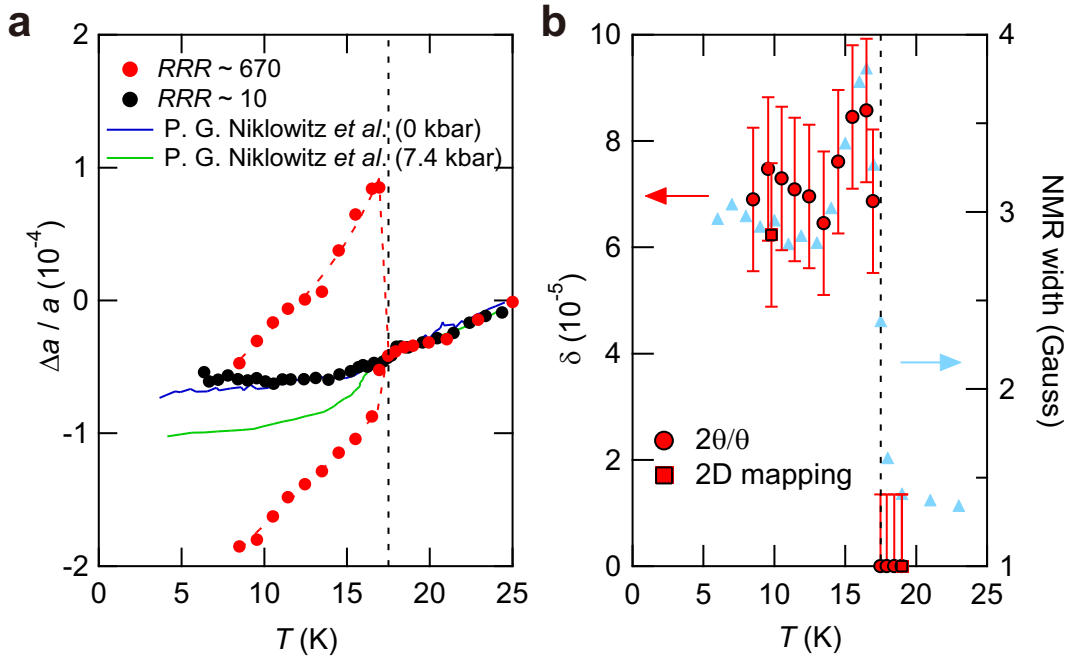 a
2
1
0
-1
-2
Δa / a (10⁻⁴)
RRR ~ 670
RRR ~ 10
P. G. Niklowitz et al. (0 kbar)
P. G. Niklowitz et al. (7.4 kbar)
0 5 10 15 20 25
T (K)
b
10
8
6
4
2
0
δ (10⁻⁵)
2θ/θ
2D mapping
4
3
2
1
NMR width (Gauss)
0 5 10 15 20 25
T (K)